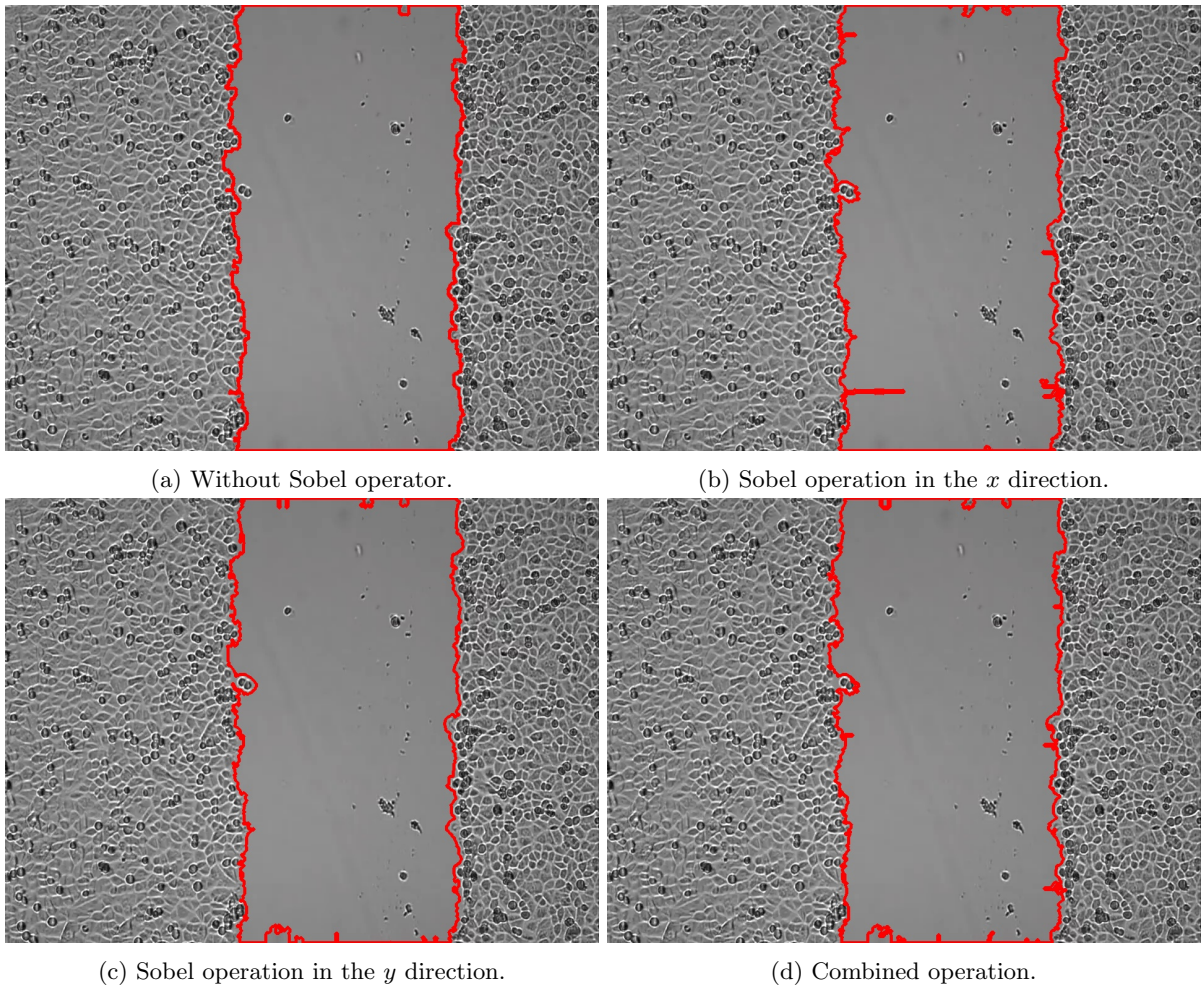 (a) Without Sobel operator.
(b) Sobel operation in the x direction.
(c) Sobel operation in the y direction.
(d) Combined operation.